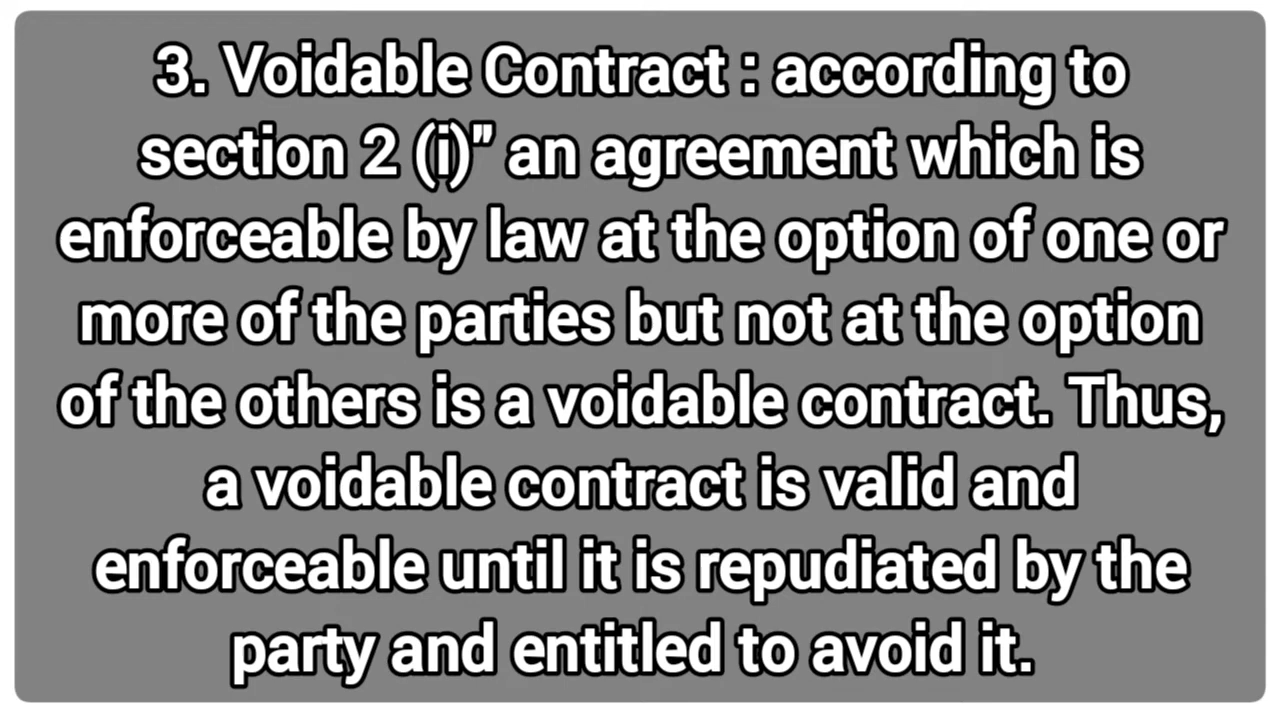 3. Voidable Contract : according to
section 2 (i)" an agreement which is
enforceable by law at the option of one or
more of the parties but not at the option
of the others is a voidable contract. Thus,
a voidable contract is valid and
enforceable until it is repudiated by the
party and entitled to avoid it.